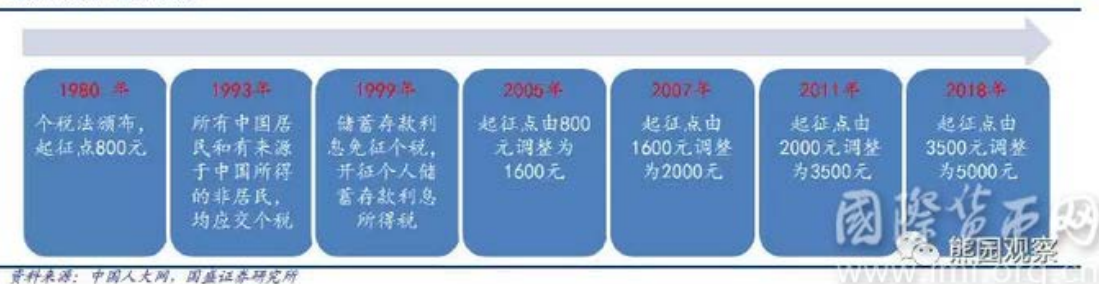 1980 年
个税法颁布，
起征点800元
1993年
所有中国居
民和有来源
于中国所得
的非居民，
均应交个税
1999年
储蓄存款利
息免征个税，
开征个人储
蓄存款利息
所得税
2005年
起征点由800
元调整为
1600元
2007年
起征点由
1600元调整
为2000元
2011年
起征点由
2000元调整
为3500元
2018年
起征点由
3500元调整
为5000元
國際货币网
熊园观察
资料来源：中国人大网，国盛证券研究所